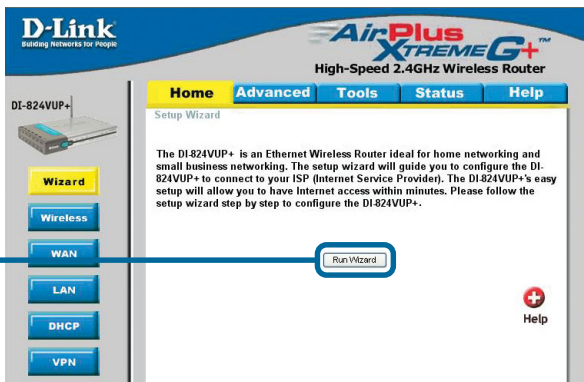 D-Link
Building Networks for People
AirPlus
XTREME G+™
High-Speed 2.4GHz Wireless Router
DI-824VUP+
Home
Advanced
Tools
Status
Help
Setup Wizard
The DI-824VUP+ is an Ethernet Wireless Router ideal for home networking and
small business networking. The setup wizard will guide you to configure the DI-
824VUP+ to connect to your ISP (Internet Service Provider). The DI-824VUP+'s easy
setup will allow you to have Internet access within minutes. Please follow the
setup wizard step by step to configure the DI-824VUP+.
Wizard
Wireless
WAN
LAN
DHCP
VPN
Run Wizard
Help